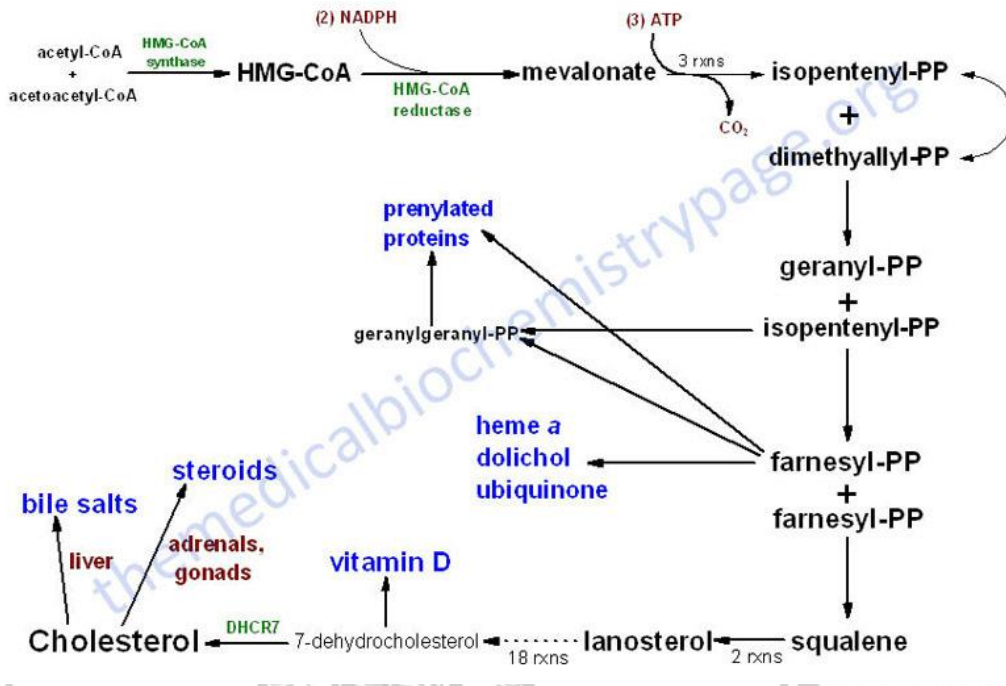 (2) NADPH
(3) ATP
acetyl-CoA
+
acetoacetyl-CoA
HMG-CoA
synthase
HMG-CoA
HMG-CoA
reductase
mevalonate
3 rxns
CO₂
isopentenyl-PP
+
dimethyallyl-PP
prenylated
proteins
geranyl-PP
+
isopentenyl-PP
geranylgeranyl-PP
heme a
dolichol
ubiquinone
farnesyl-PP
+
farnesyl-PP
steroids
bile salts
liver
adrenals,
gonads
vitamin D
Cholesterol
DHCR7
7-dehydrocholesterol
18 rxns
lanosterol
2 rxns
squalene
themedicalbiochemistrypage.org